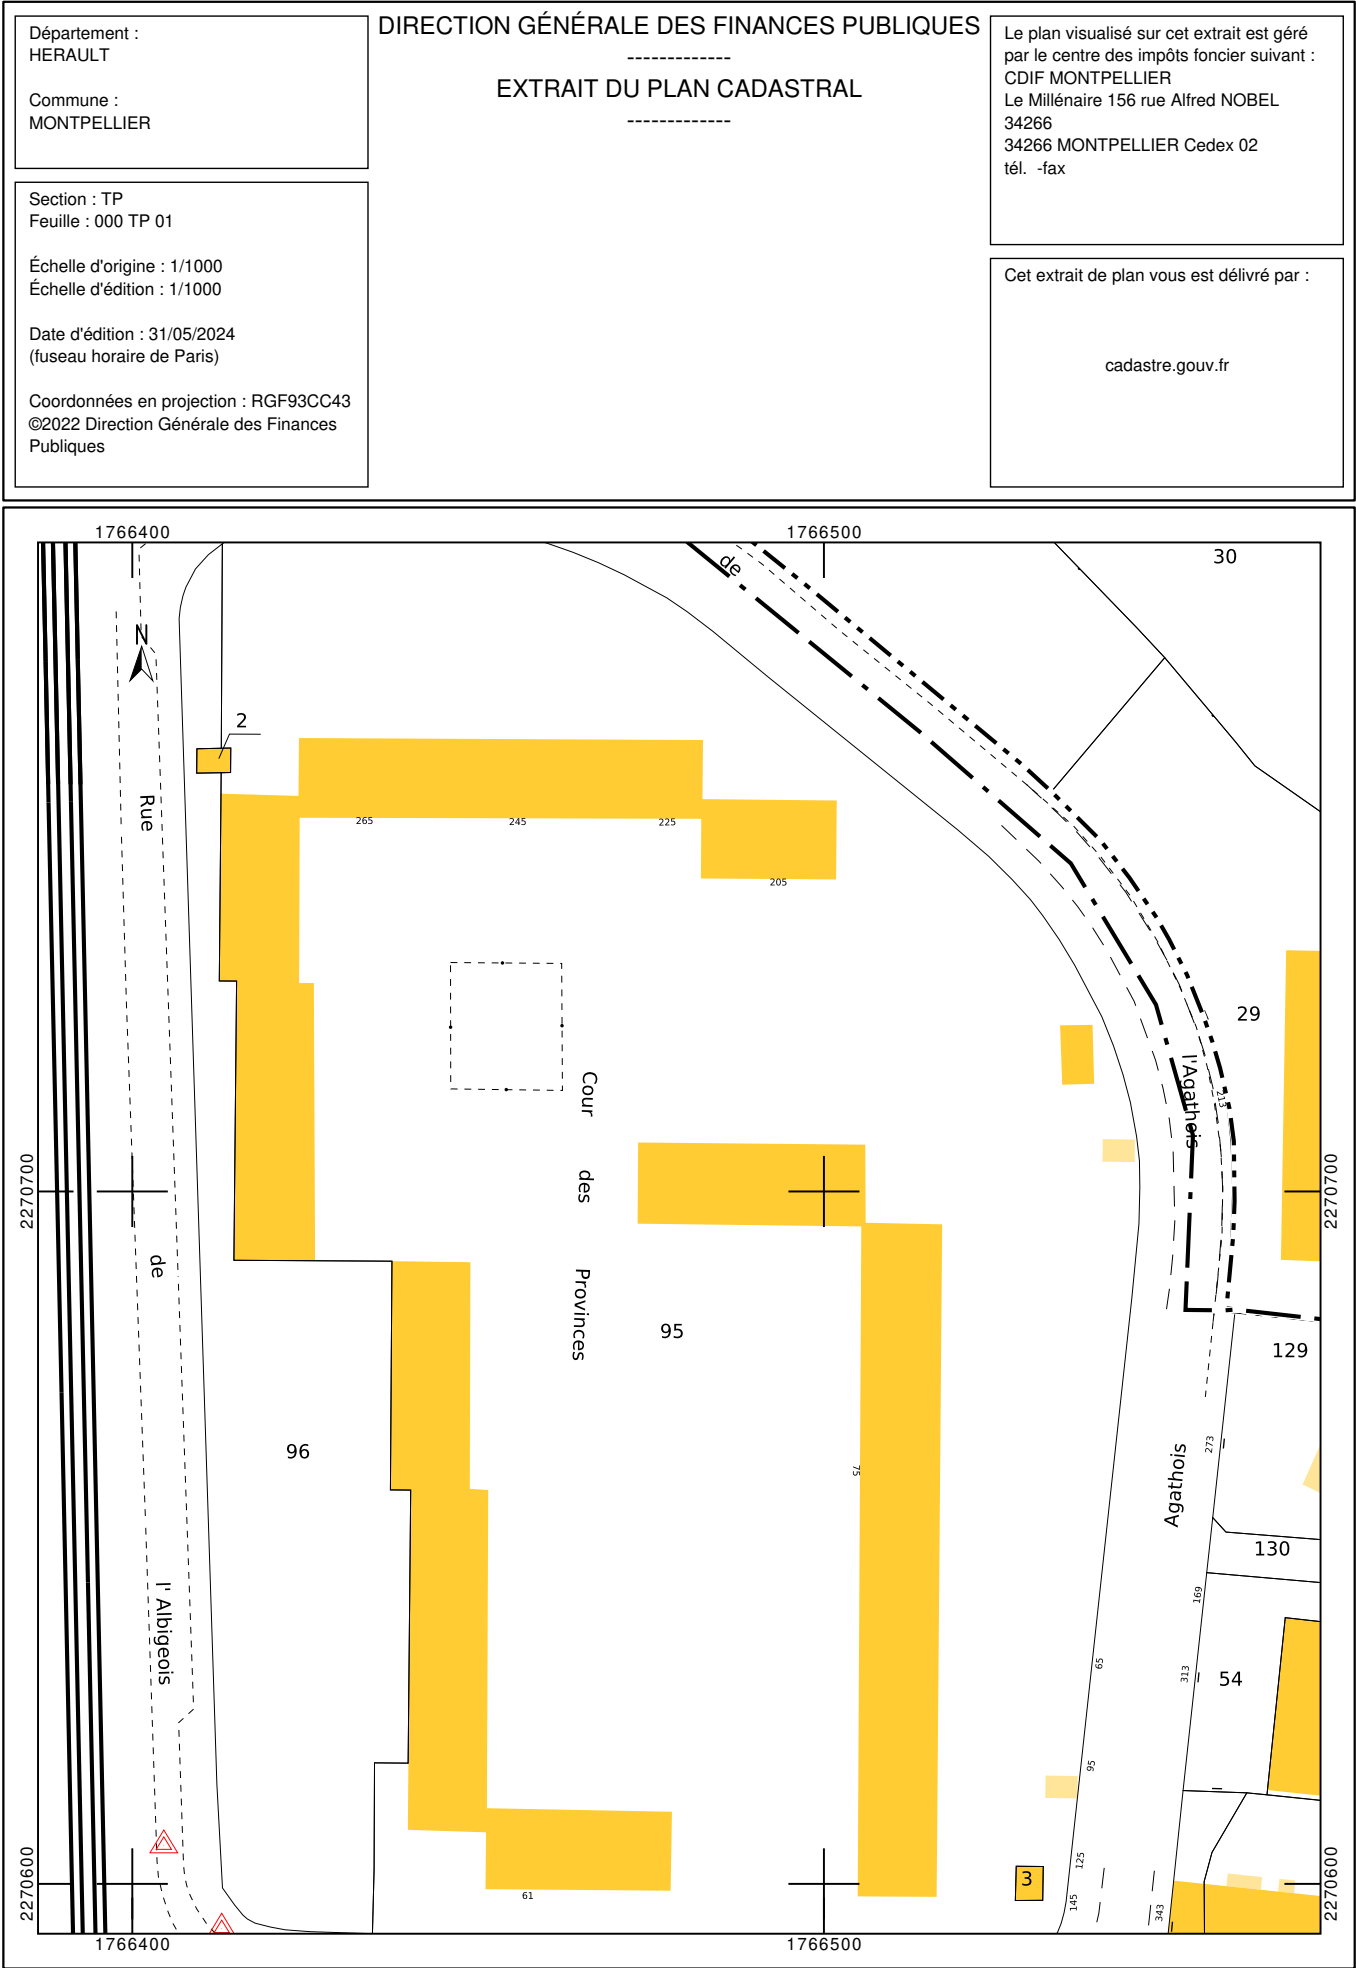 Département :
HERAULT
Commune :
MONTPELLIER
Section : TP
Feuille : 000 TP 01
Échelle d'origine : 1/1000
Échelle d'édition : 1/1000
Date d'édition : 31/05/2024
(fuseau horaire de Paris)
Coordonnées en projection : RGF93CC43
©2022 Direction Générale des Finances
Publiques
DIRECTION GÉNÉRALE DES FINANCES PUBLIQUES
-------------
EXTRAIT DU PLAN CADASTRAL
-------------
Le plan visualisé sur cet extrait est géré
par le centre des impôts foncier suivant :
CDIF MONTPELLIER
Le Millénaire 156 rue Alfred NOBEL
34266
34266 MONTPELLIER Cedex 02
tél. -fax
Cet extrait de plan vous est délivré par :
cadastre.gouv.fr
1766400
1766500
30
de
N
2
Rue
265
245
225
205
29
l'Agathois
213
Cour
des
Provinces
2270700
2270700
de
95
129
96
75
273
Agathois
130
169
l' Albigeois
65
313
54
95
125
3
145
343
61
2270600
2270600
1766400
1766500